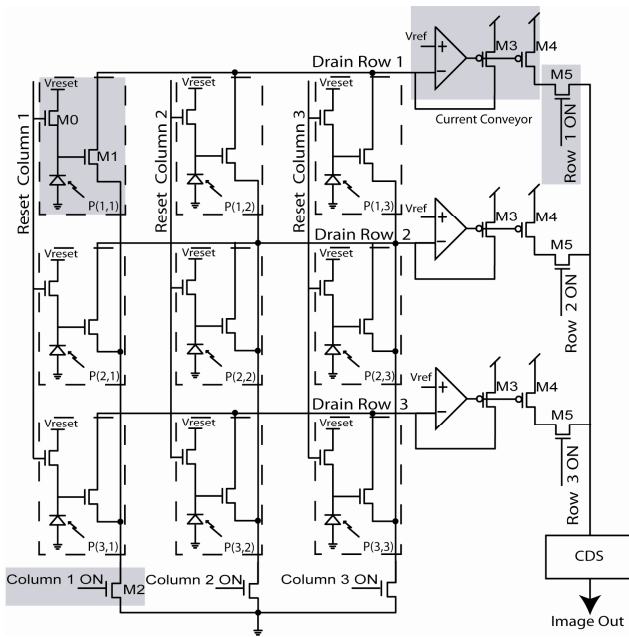 Vref
M3
M4
Drain Row 1
M5
Current Conveyor
Row 1 ON
Reset Column 1
Vreset
M0
M1
P(1,1)
Reset Column 2
Vreset
P(1,2)
Reset Column 3
Vreset
P(1,3)
Vref
M3
M4
Drain Row 2
M5
Row 2 ON
Vreset
P(2,1)
Vreset
P(2,2)
Vreset
P(2,3)
Vref
M3
M4
Drain Row 3
M5
Row 3 ON
Vreset
P(3,1)
Vreset
P(3,2)
Vreset
P(3,3)
CDS
Column 1 ON
M2
Column 2 ON
Column 3 ON
Image Out